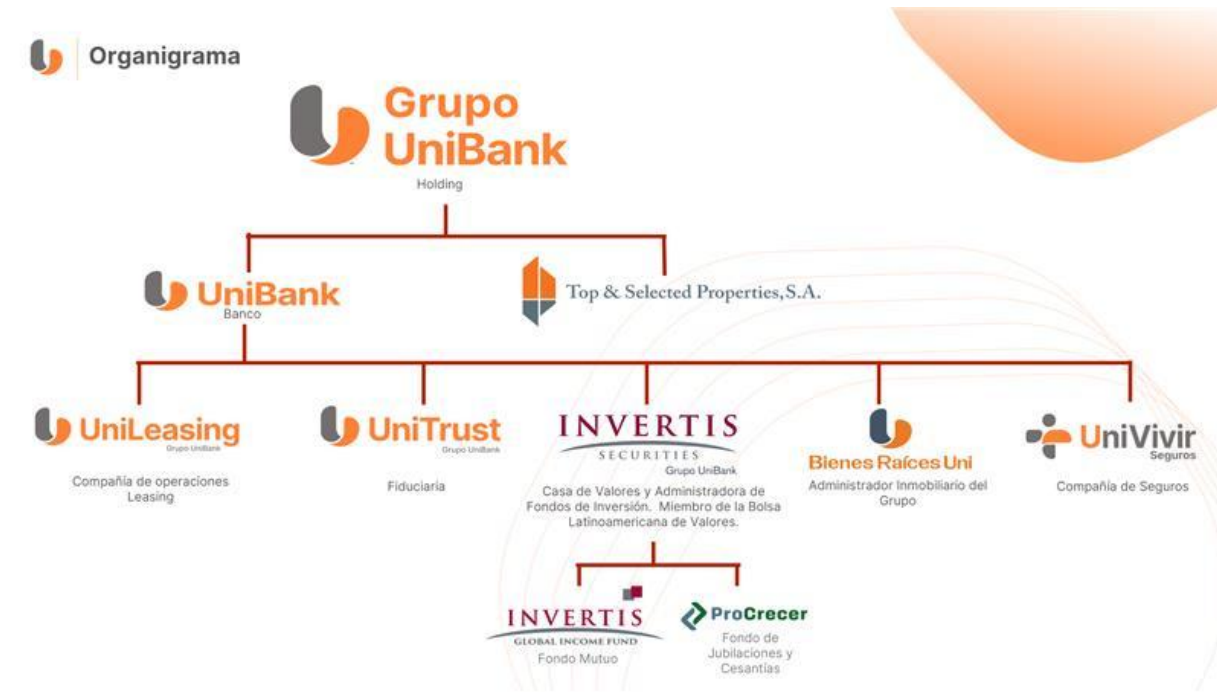 Organigrama
Grupo
UniBank
Holding
UniBank
Banco
Top & Selected Properties,S.A.
UniLeasing
Grupo UniBank
Compañía de operaciones
Leasing
UniTrust
Grupo UniBank
Fiduciaria
INVERTIS
SECURITIES
Grupo UniBank
Casa de Valores y Administradora de
Fondos de Inversión. Miembro de la Bolsa
Latinoamericana de Valores.
Bienes Raíces Uni
Administrador Inmobiliario del
Grupo
UniVivir
Seguros
Compañía de Seguros
INVERTIS
GLOBAL INCOME FUND
Fondo Mutuo
ProCrecer
Fondo de
Jubilaciones y
Cesantías